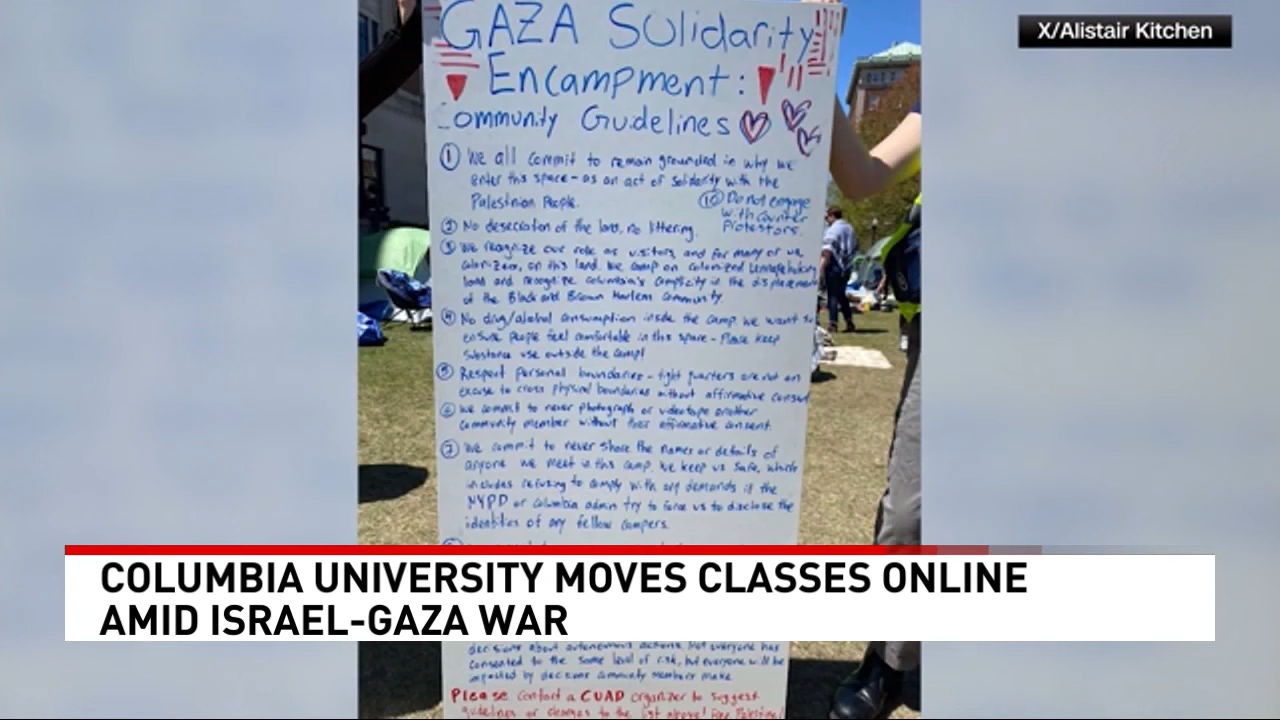 X/Alistair Kitchen
GAZA Solidarity
Encampment:
ommunity Guidelines
① We all commit to remain grounded in why we
enter this space - as an act of solidarity with the
Palestinian People.
② No desecration of the land, no littering.
⑩ Do not engage
with counter
Protestors.
③ We recognize our role as visitors, and for many of us,
colonizers, on this land. We camp on colonized
land and recognize Columbia's complicity in the
of the Black and Brown Harlem community.
④ No drug/alcohol consumption inside the camp. We want to
ensure people feel comfortable in this space - Please keep
substance use outside the camp!
⑤ Respect personal boundaries - tight quarters are not an
excuse to cross physical boundaries without affirmative
⑥ We commit to never photograph or videotape another
community member without their affirmative consent.
⑦ We commit to never share the names or details of
anyone we meet in this camp. We keep us safe, which
includes refusing to comply with any demands if the
NYPD or Columbia admin try to force us to disclose the
identities of any fellow campers.
COLUMBIA UNIVERSITY MOVES CLASSES ONLINE
AMID ISRAEL-GAZA WAR
decisions about autonomous actions. Not everyone has
consented to the same level of risk, but everyone will be
impacted by decisions community members make
Please contact a CUAD organizer to suggest
guidelines or changes to the list above! Free Palestine!